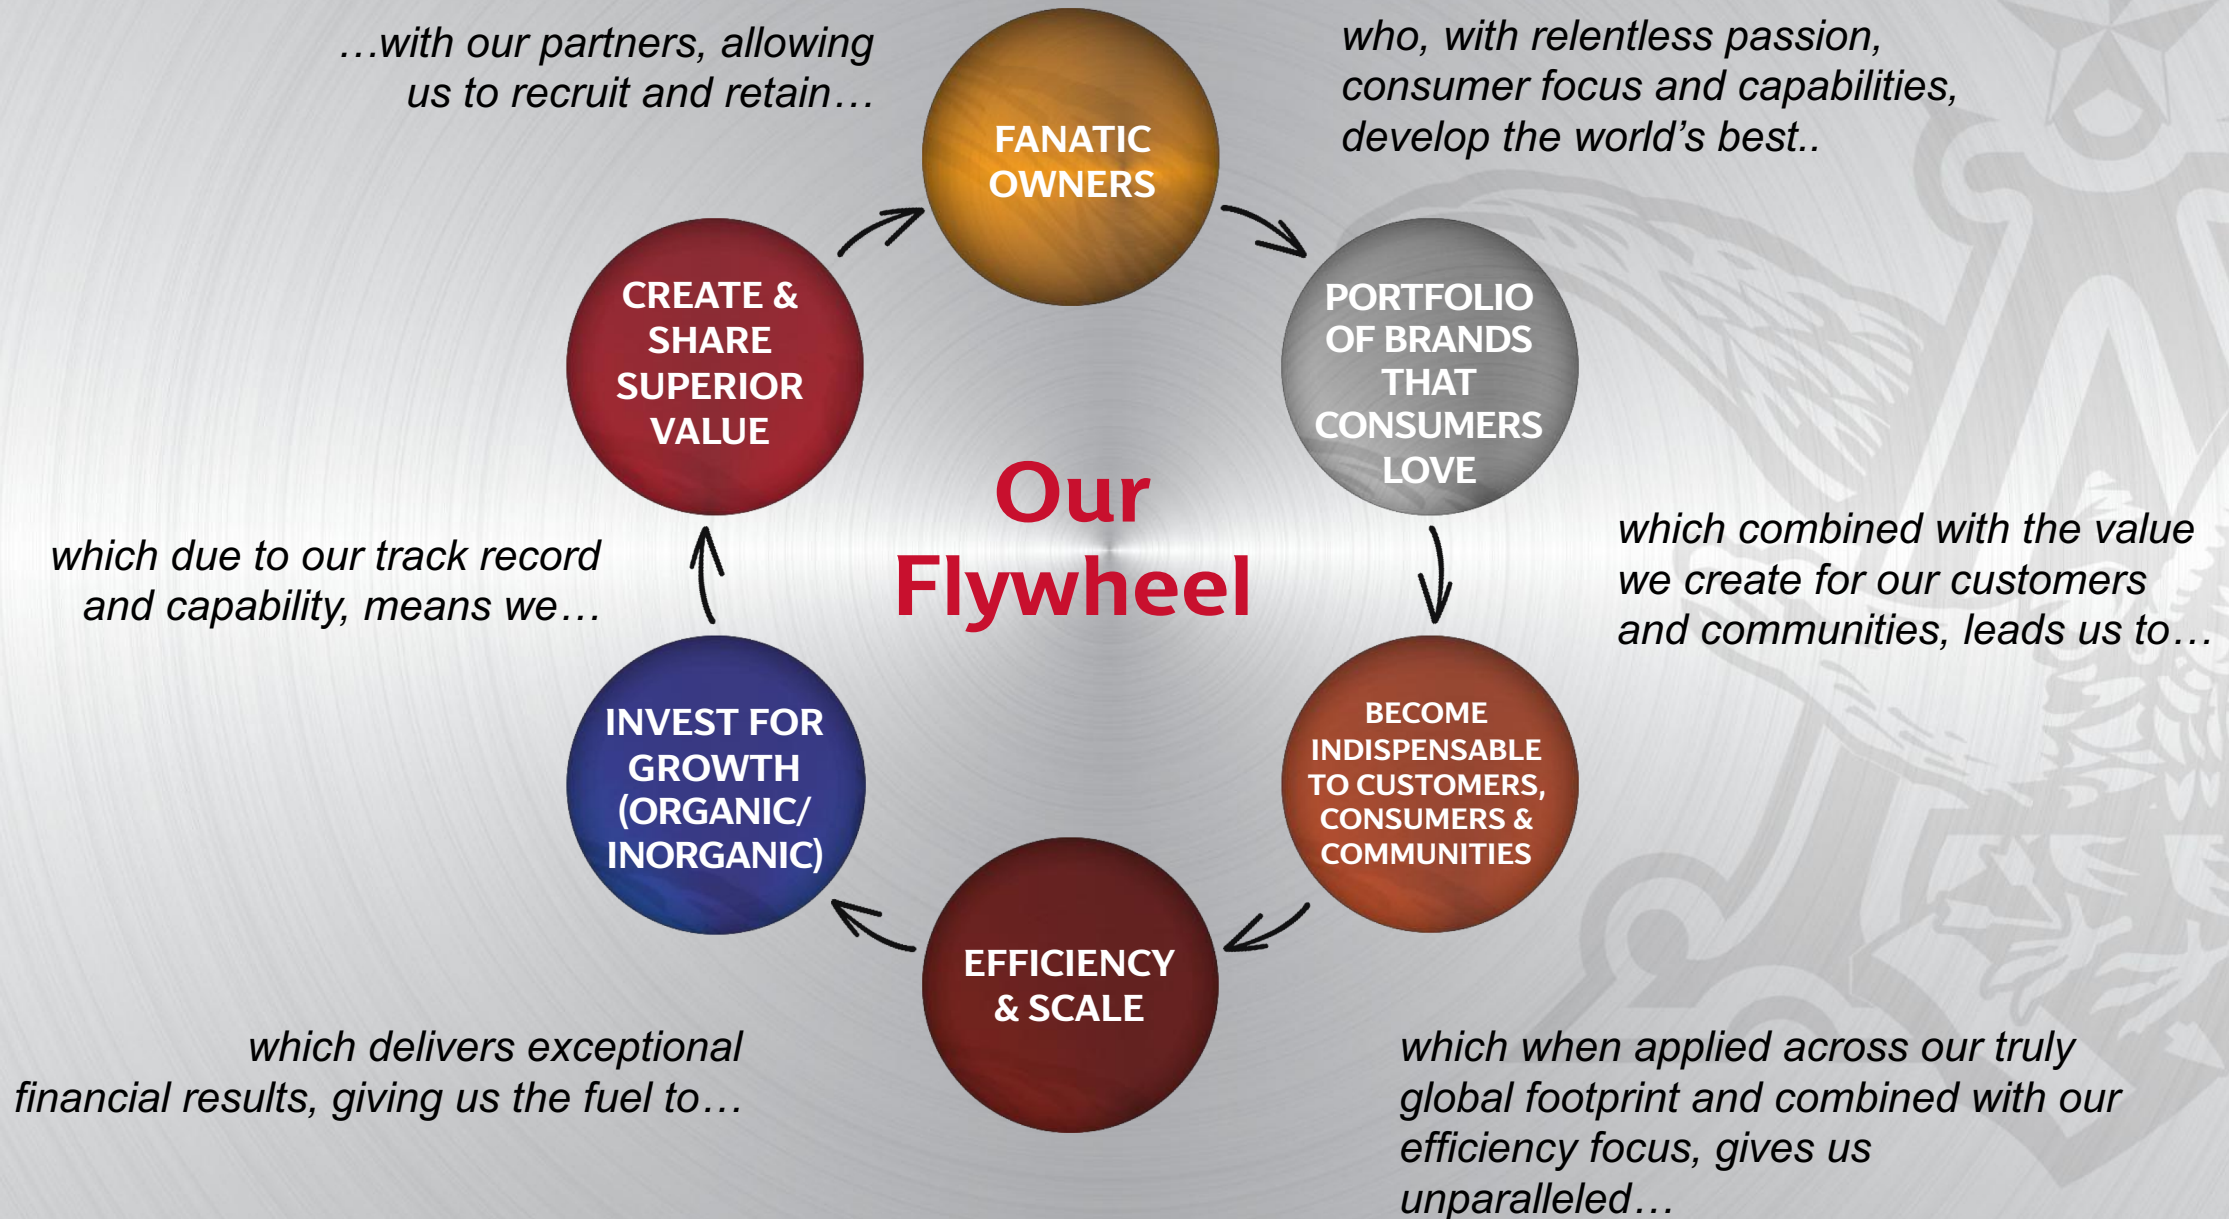 …with our partners, allowing
us to recruit and retain…
FANATIC
OWNERS
who, with relentless passion,
consumer focus and capabilities,
develop the world’s best..
PORTFOLIO
OF BRANDS
THAT
CONSUMERS
LOVE
which combined with the value
we create for our customers
and communities, leads us to…
BECOME
INDISPENSABLE
TO CUSTOMERS,
CONSUMERS &
COMMUNITIES
which when applied across our truly
global footprint and combined with our
efficiency focus, gives us
unparalleled…
EFFICIENCY
& SCALE
which delivers exceptional
financial results, giving us the fuel to…
INVEST FOR
GROWTH
(ORGANIC/
INORGANIC)
which due to our track record
and capability, means we…
CREATE &
SHARE
SUPERIOR
VALUE
Our
Flywheel